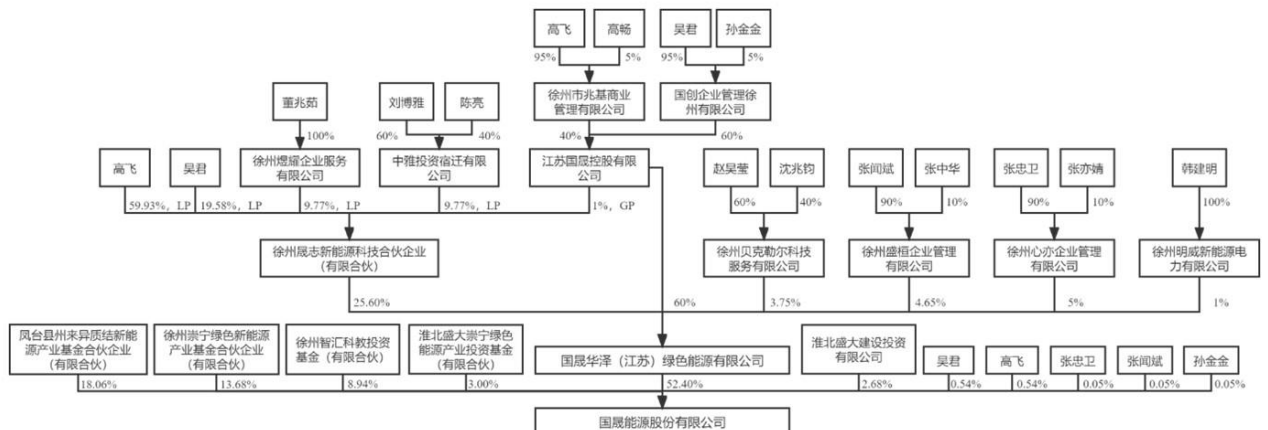 高飞
高畅
吴君
孙金金
95%
5%
95%
5%
董兆茹
刘博雅
陈亮
徐州市兆基商业
管理有限公司
国创企业管理徐
州有限公司
100%
60%
40%
40%
60%
高飞
吴君
徐州煜耀企业服务
有限公司
中雅投资宿迁有限
公司
江苏国晟控股有限
公司
赵昊莹
沈兆钧
张闻斌
张中华
张忠卫
张亦婧
韩建明
59.93%, LP
19.58%, LP
9.77%, LP
9.77%, LP
1%, GP
60%
40%
90%
10%
90%
10%
100%
徐州晟志新能源科技合伙企业
(有限合伙)
徐州贝克勒尔科技
服务有限公司
徐州盛桓企业管理
有限公司
徐州心亦企业管理
有限公司
徐州明威新能源电
力有限公司
25.60%
60%
3.75%
4.65%
5%
1%
凤台县州来异质结新能
源产业基金合伙企业
(有限合伙)
徐州崇宁绿色新能源
产业基金合伙企业
(有限合伙)
徐州智汇科教投资
基金(有限合伙)
淮北盛大崇宁绿色
能源产业投资基金
(有限合伙)
国晟华泽(江苏)绿色能源有限公司
淮北盛大建设投资
有限公司
吴君
高飞
张忠卫
张闻斌
孙金金
18.06%
13.68%
8.94%
3.00%
52.40%
2.68%
0.54%
0.54%
0.05%
0.05%
0.05%
国晟能源股份有限公司